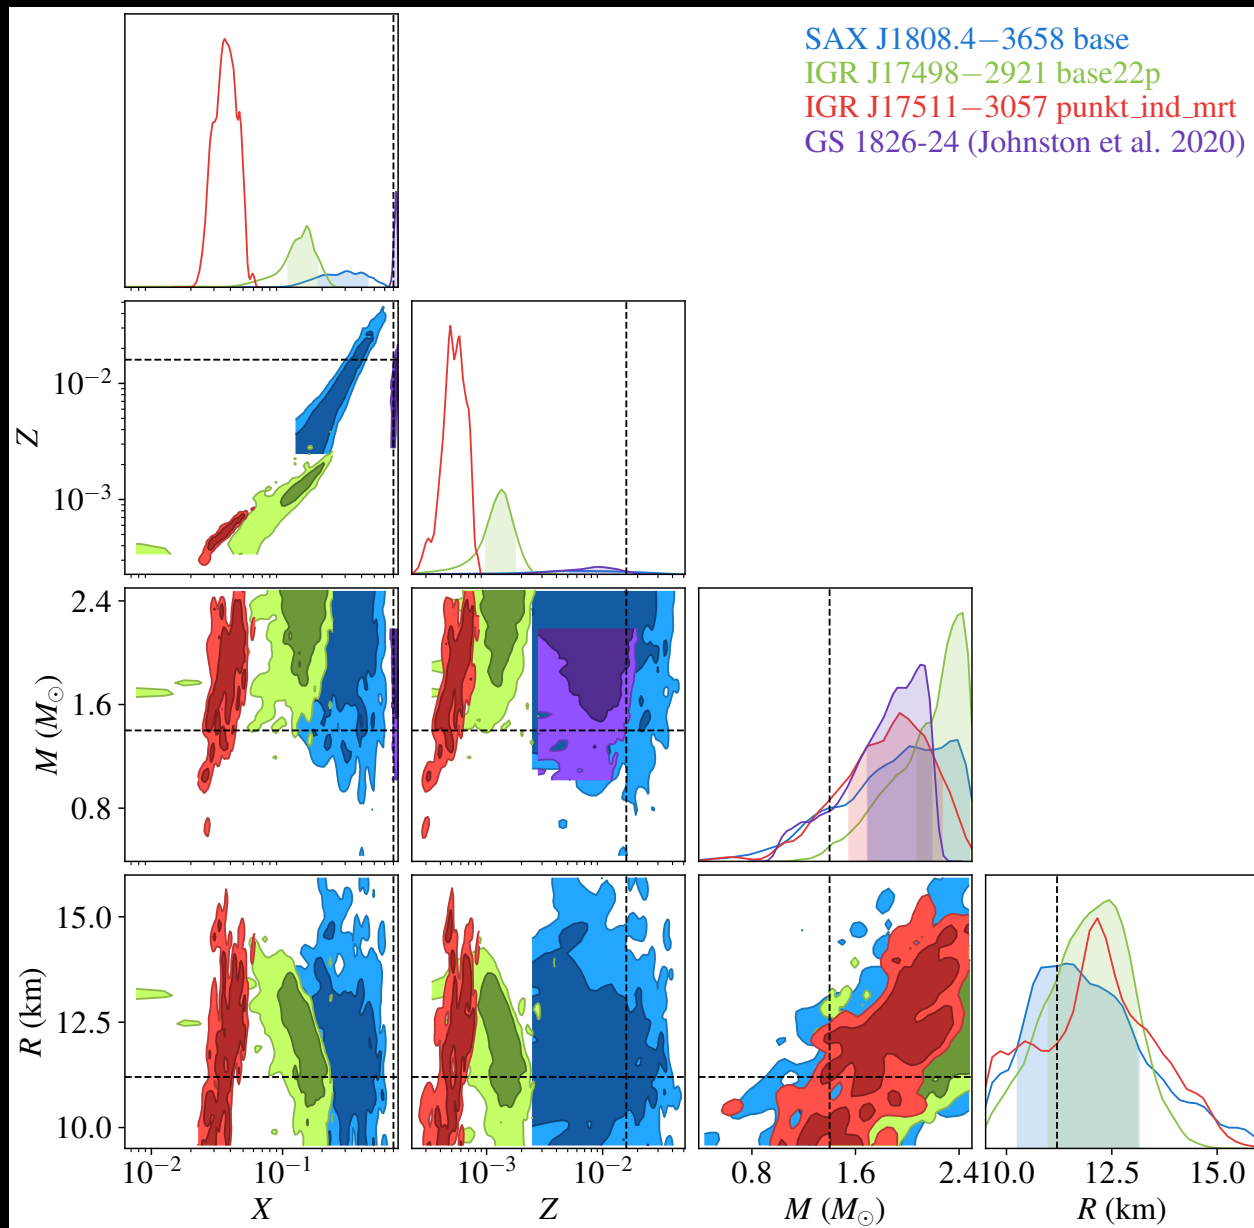 SAX J1808.4−3658 base
IGR J17498−2921 base22p
IGR J17511−3057 punkt_ind_mrt
GS 1826-24 (Johnston et al. 2020)
10⁻²
10⁻³
Z
2.4
1.6
0.8
M (M⊙)
15.0
12.5
10.0
R (km)
10⁻² 10⁻¹
10⁻³ 10⁻²
0.8 1.6 2.4
10.0 12.5 15.0
X
Z
M (M⊙)
R (km)